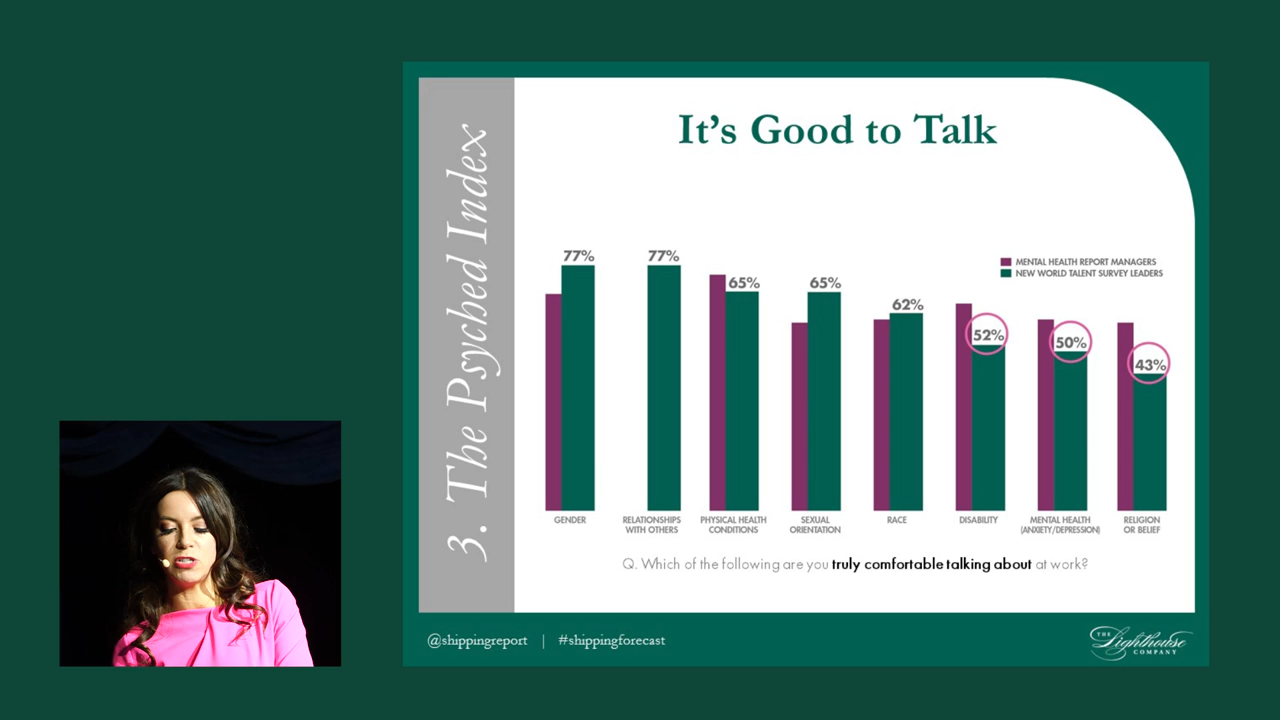 3. The Psyched Index
It's Good to Talk
MENTAL HEALTH REPORT MANAGERS
NEW WORLD TALENT SURVEY LEADERS
77%
77%
65%
65%
62%
52%
50%
43%
GENDER
RELATIONSHIPS
WITH OTHERS
PHYSICAL HEALTH
CONDITIONS
SEXUAL
ORIENTATION
RACE
DISABILITY
MENTAL HEALTH
(ANXIETY/DEPRESSION)
RELIGION
OR BELIEF
Q. Which of the following are you truly comfortable talking about at work?
@shippingreport | #shippingforecast
THE
Lighthouse
COMPANY